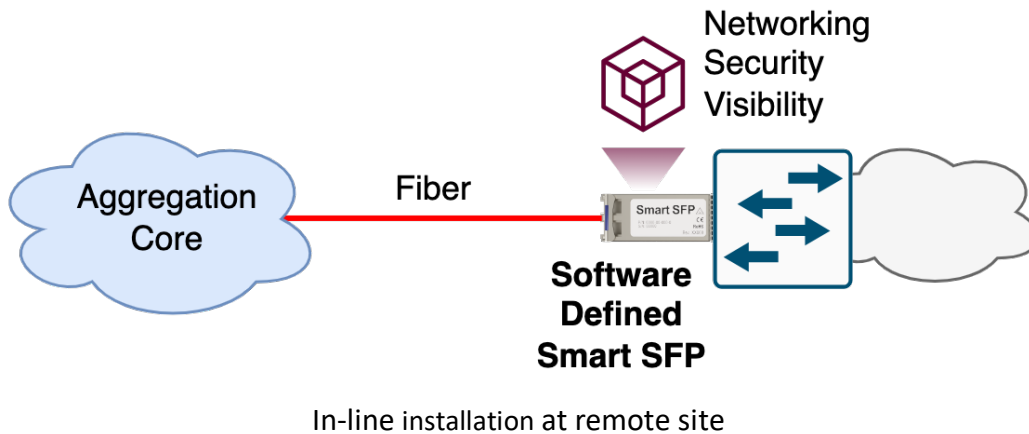 Networking
Security
Visibility
Aggregation
Core
Fiber
Smart SFP
Software
Defined
Smart SFP
In-line installation at remote site